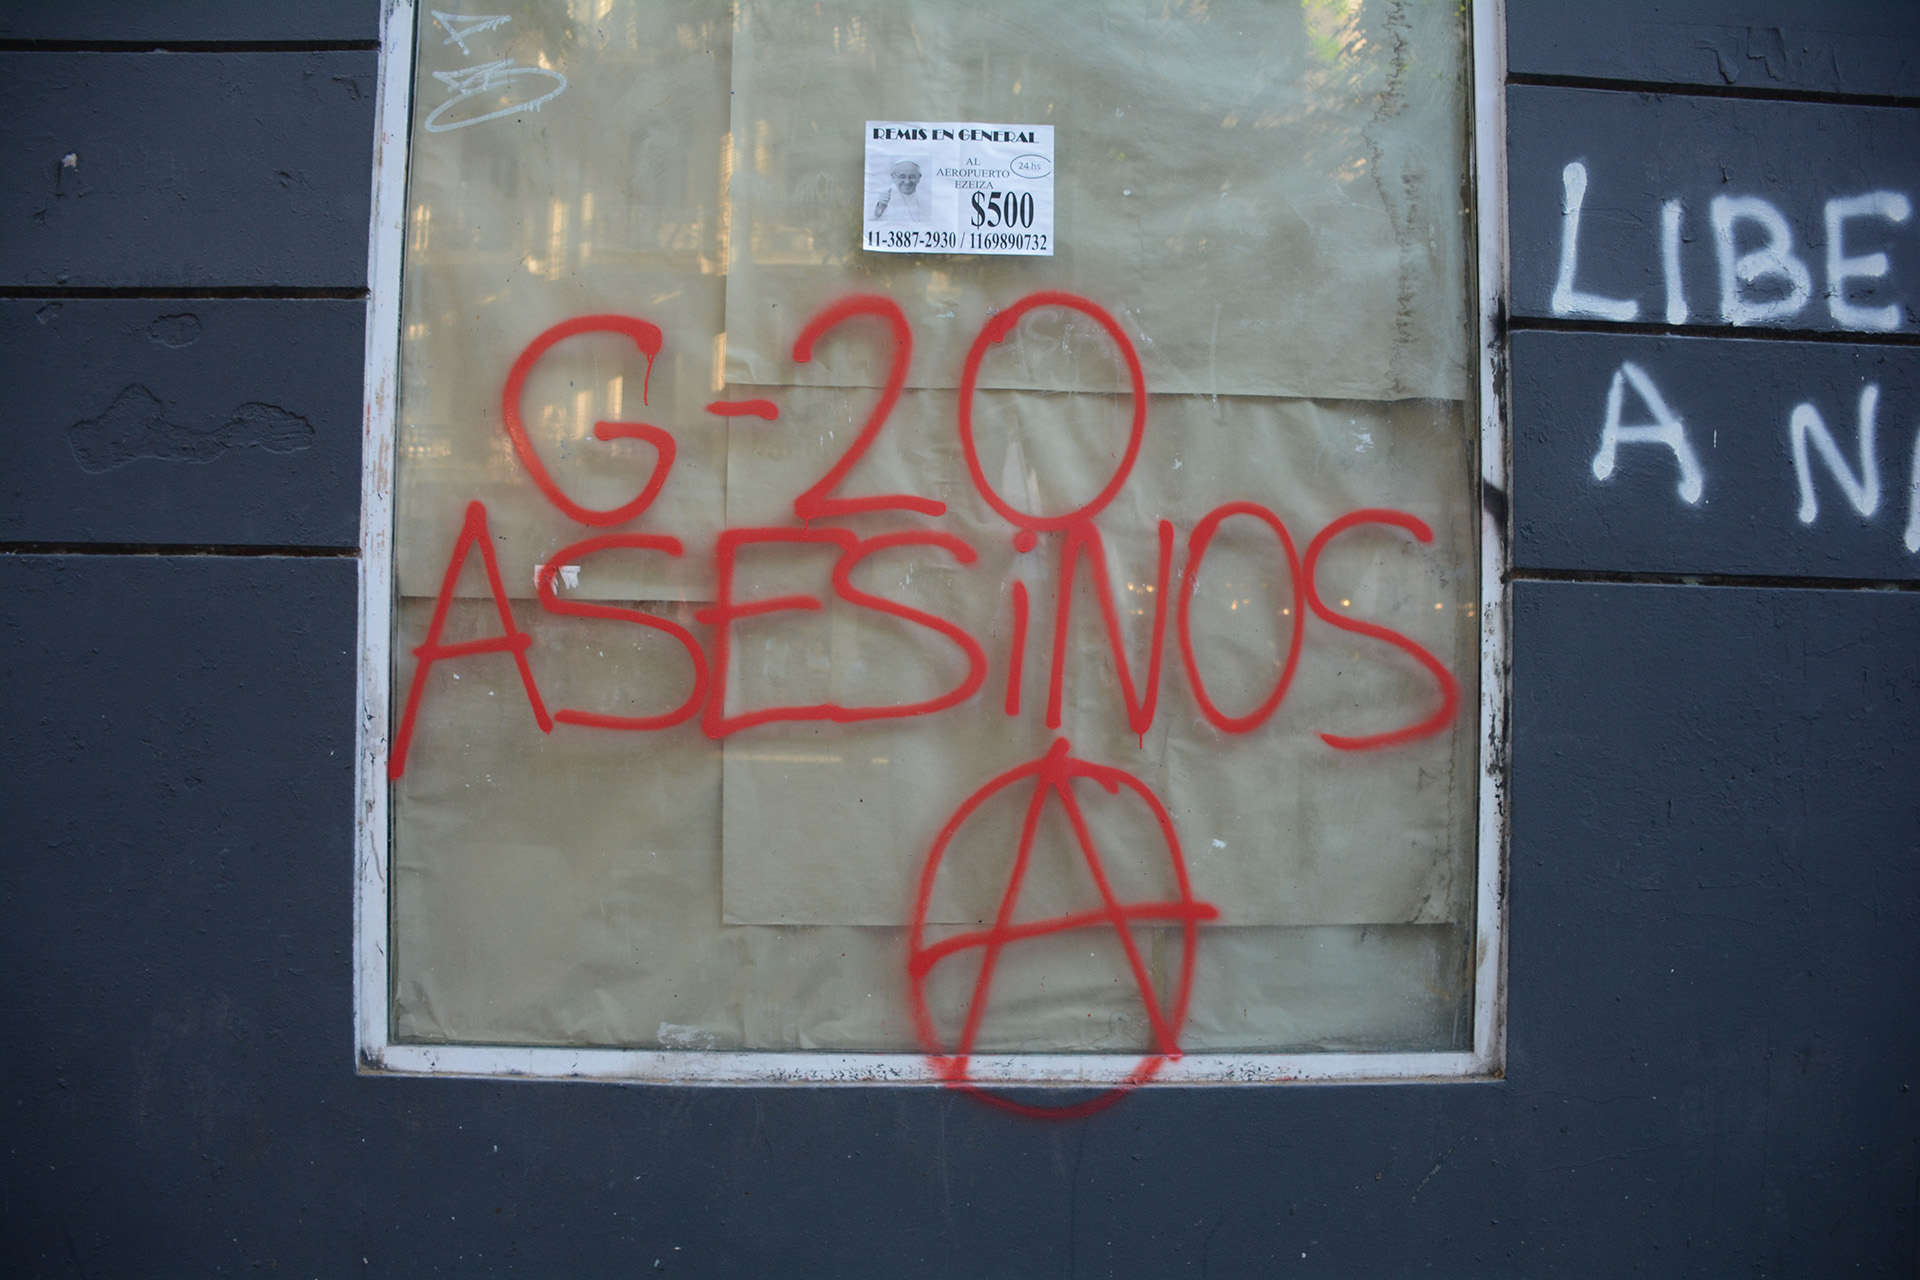 REMIS EN GENERAL
AL
AEROPUERTO
EZEIZA
24 hs
$500
11-3887-2930 / 1169890732
G-20
ASESiNOS
A
LIBE
A N